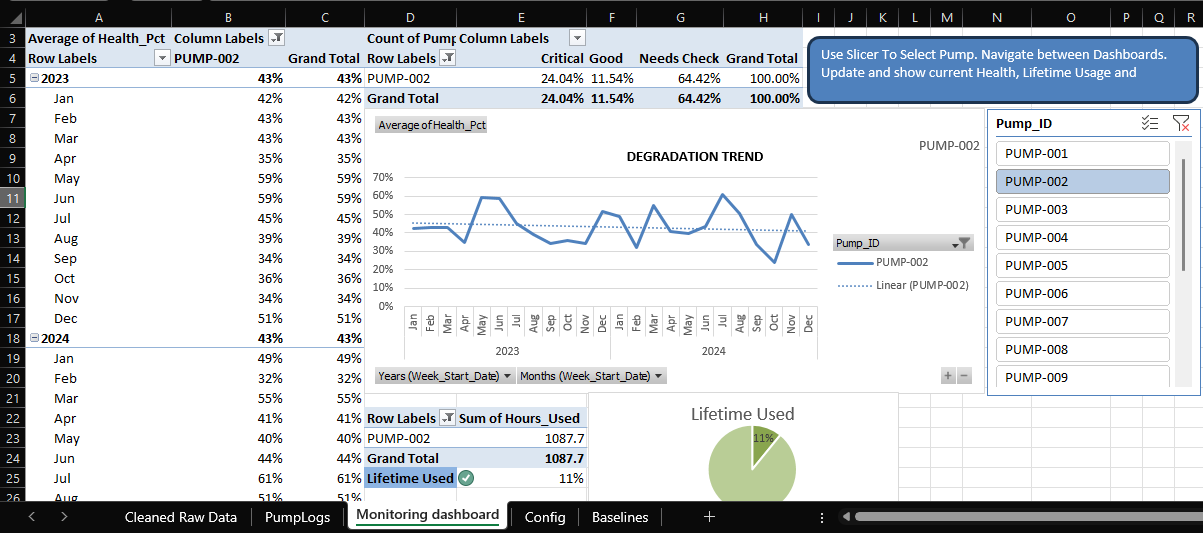 A B C D E F G H I J K L M N O P Q R
3 Average of Health_Pct Column Labels Count of Pump Column Labels
4 Row Labels PUMP-002 Grand Total Row Labels Critical Good Needs Check Grand Total
5 2023 43% 43% PUMP-002 24.04% 11.54% 64.42% 100.00%
6 Jan 42% 42% Grand Total 24.04% 11.54% 64.42% 100.00%
7 Feb 43% 43%
8 Mar 43% 43%
9 Apr 35% 35%
10 May 59% 59%
11 Jun 59% 59%
12 Jul 45% 45%
13 Aug 39% 39%
14 Sep 34% 34%
15 Oct 36% 36%
16 Nov 34% 34%
17 Dec 51% 51%
18 2024 43% 43%
19 Jan 49% 49%
20 Feb 32% 32%
21 Mar 55% 55%
22 Apr 41% 41% Row Labels Sum of Hours_Used
23 May 40% 40% PUMP-002 1087.7
24 Jun 44% 44% Grand Total 1087.7
25 Jul 61% 61% Lifetime Used 11%
26 Aug 51% 51%
Use Slicer To Select Pump. Navigate between Dashboards.
Update and show current Health, Lifetime Usage and
Average of Health_Pct
PUMP-002
DEGRADATION TREND
70%
60%
50%
40%
30%
20%
10%
0%
Jan Feb Mar Apr May Jun Jul Aug Sep Oct Nov Dec Jan Feb Mar Apr May Jun Jul Aug Sep Oct Nov Dec
2023 2024
Pump_ID
PUMP-002
Linear (PUMP-002)
Years (Week_Start_Date) Months (Week_Start_Date)
+ −
Pump_ID
PUMP-001
PUMP-002
PUMP-003
PUMP-004
PUMP-005
PUMP-006
PUMP-007
PUMP-008
PUMP-009
Lifetime Used
11%
Cleaned Raw Data PumpLogs Monitoring dashboard Config Baselines +